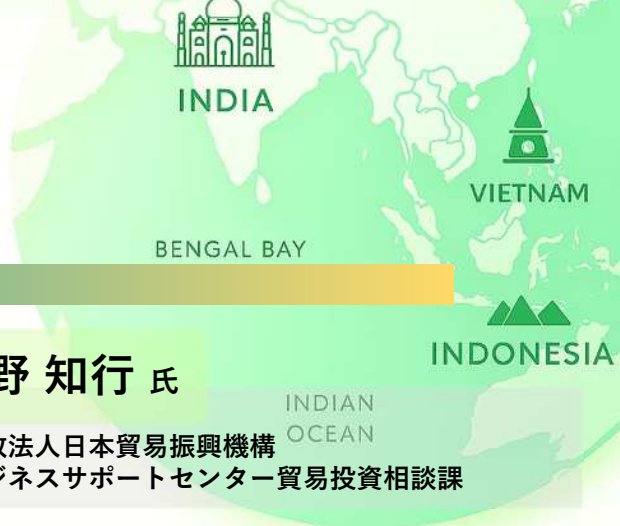 INDIA
VIETNAM
BENGAL BAY
INDONESIA
野 知行 氏
INDIAN
OCEAN
法人日本貿易振興機構
ネスサポートセンター貿易投資相談課